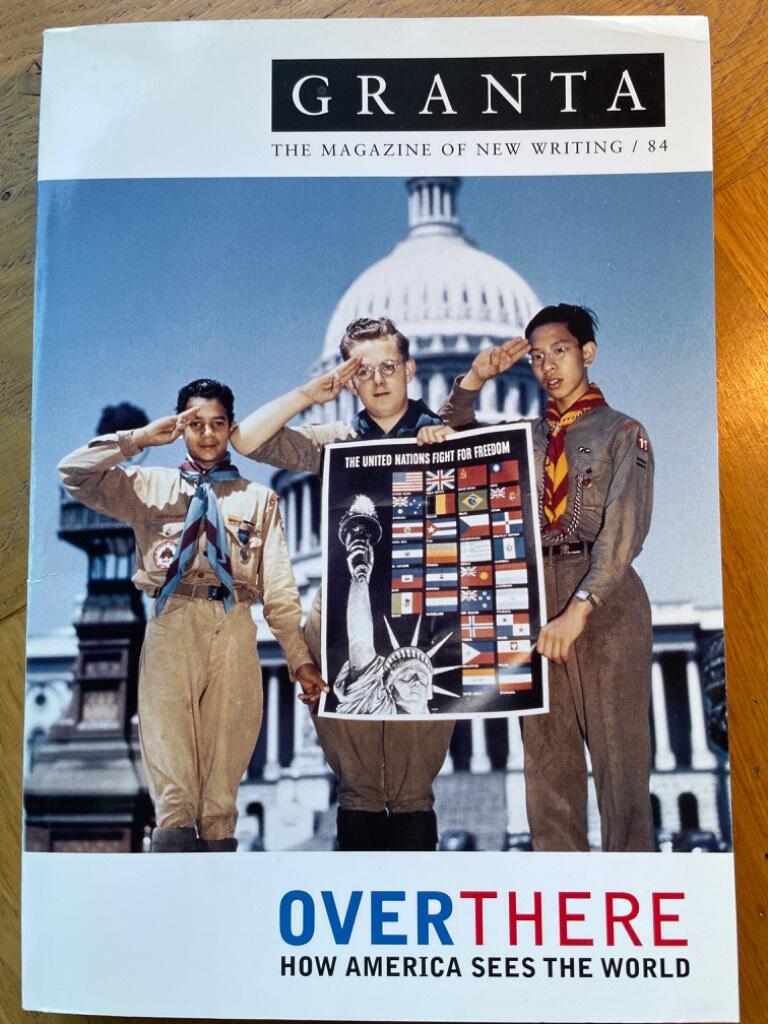 GRANTA
THE MAGAZINE OF NEW WRITING / 84
THE UNITED NATIONS FIGHT FOR FREEDOM
11
OVERTHERE
HOW AMERICA SEES THE WORLD